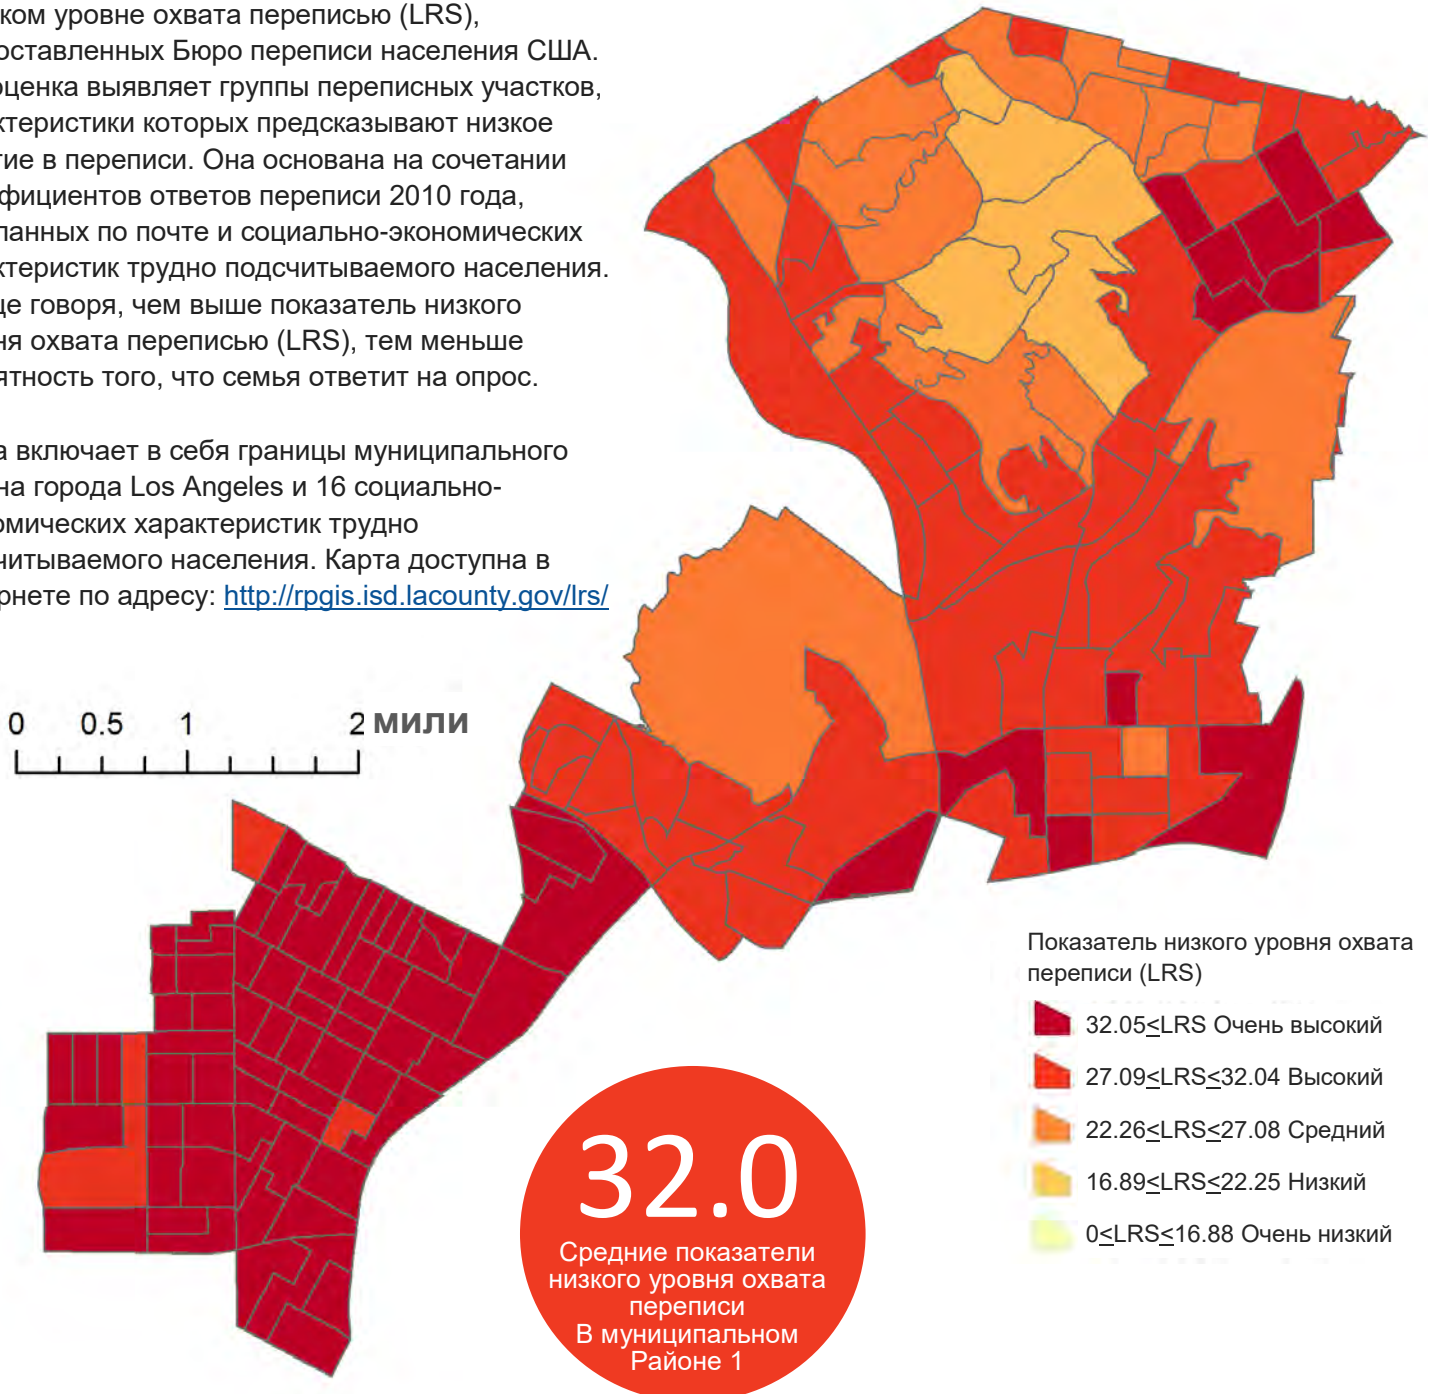 ком уровне охвата переписью (LRS),
оставленных Бюро переписи населения США.
оценка выявляет группы переписных участков,
ктеристики которых предсказывают низкое
тие в переписи. Она основана на сочетании
фициентов ответов переписи 2010 года,
ланных по почте и социально-экономических
ктеристик трудно подсчитываемого населения.
ще говоря, чем выше показатель низкого
ня охвата переписью (LRS), тем меньше
ятность того, что семья ответит на опрос.
а включает в себя границы муниципального
на города Los Angeles и 16 социально-
омических характеристик трудно
читываемого населения. Карта доступна в
рнете по адресу: http://rpgis.isd.lacounty.gov/lrs/
0 0.5 1 2 мили
Показатель низкого уровня охвата
переписи (LRS)
32.05≤LRS Очень высокий
27.09≤LRS≤32.04 Высокий
22.26≤LRS≤27.08 Средний
16.89≤LRS≤22.25 Низкий
0≤LRS≤16.88 Очень низкий
32.0
Средние показатели
низкого уровня охвата
переписи
В муниципальном
Районе 1